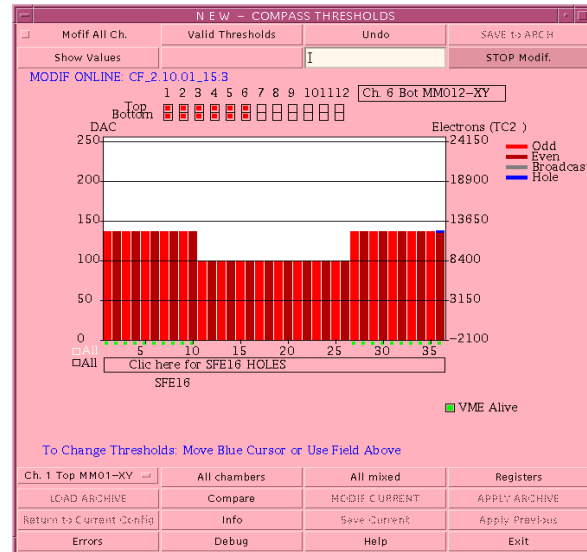 NEW – COMPASS THRESHOLDS
Mofif All Ch. Valid Thresholds Undo SAVE to ARCH
Show Values STOP Modif.
MODIF ONLINE: CF_2.10.01_15:3
1 2 3 4 5 6 7 8 9 101112 Ch. 6 Bot MM012-XY
Top
Bottom
DAC Electrons (TC2 )
250 24150
200 18900
150 13650
100 8400
50 3150
0 -2100
Odd
Even
Broadcast
Hole
All 5 10 15 20 25 30 35
All Clic here for SFE16 HOLES
SFE16
VME Alive
To Change Thresholds: Move Blue Cursor or Use Field Above
Ch. 1 Top MM01-XY All chambers All mixed Registers
LOAD ARCHIVE Compare MODIF CURRENT APPLY ARCHIVE
Return to Current Config Info Save Current Apply Previous
Errors Debug Help Exit